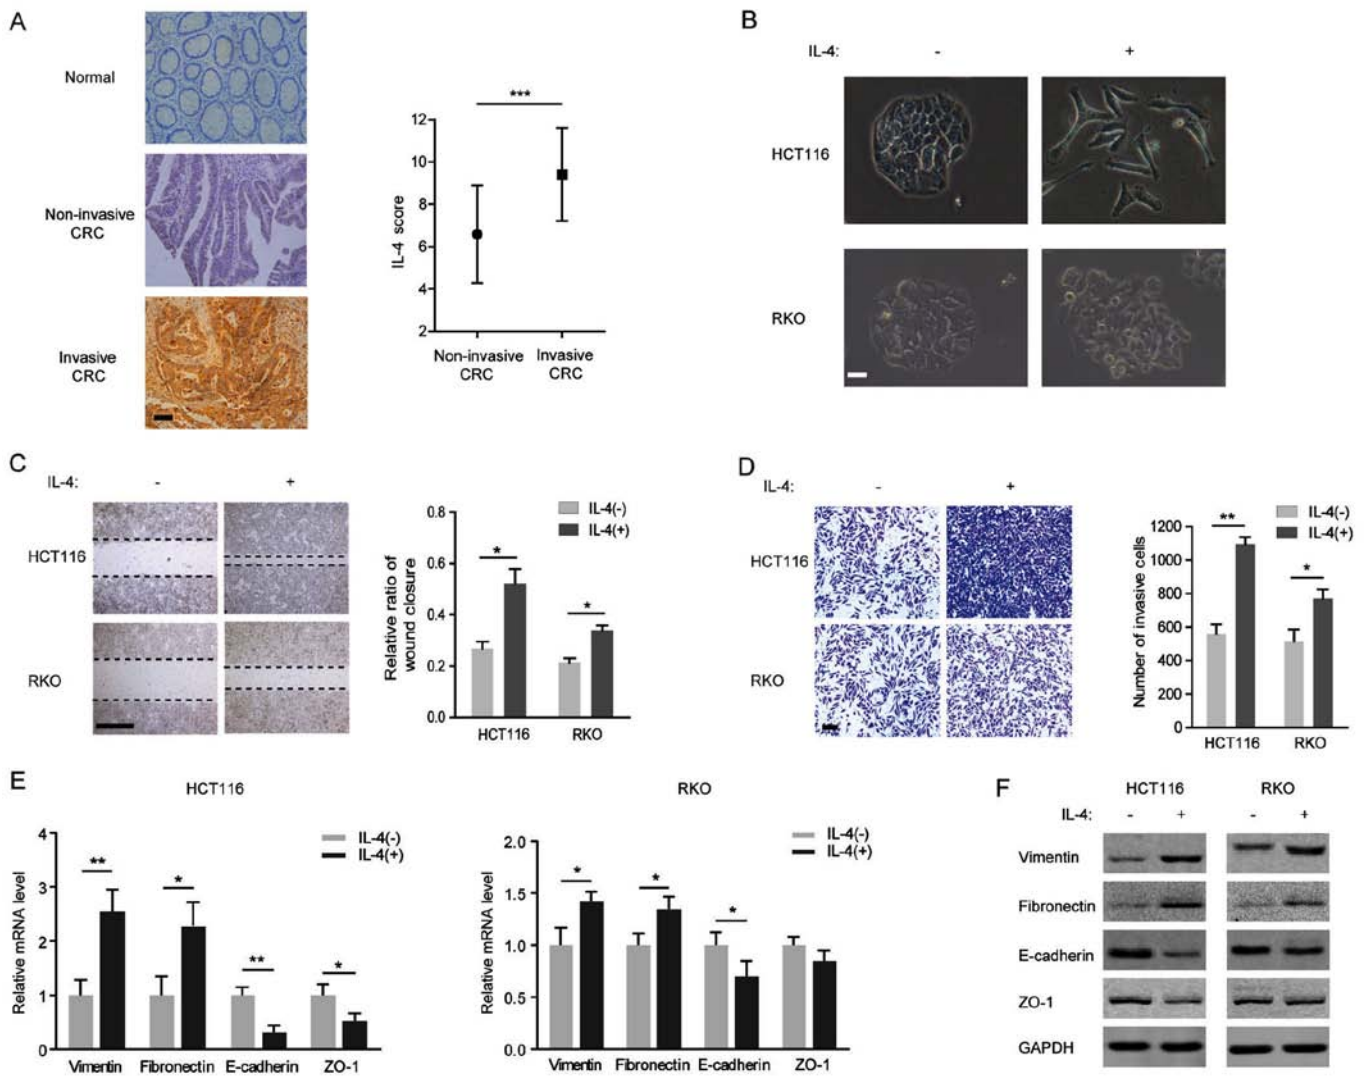 A
Normal
Non-invasive
CRC
Invasive
CRC
***
12
10
8
6
4
2
IL-4 score
Non-invasive
CRC
Invasive
CRC
B
IL-4: - +
HCT116
RKO
C
IL-4: - +
HCT116
RKO
IL-4(-)
IL-4(+)
0.8
0.6
0.4
0.2
0.0
Relative ratio of
wound closure
*
*
HCT116 RKO
D
IL-4: - +
HCT116
RKO
IL-4(-)
IL-4(+)
1200
1000
800
600
400
200
0
Number of invasive cells
**
*
HCT116 RKO
E
HCT116
IL-4(-)
IL-4(+)
4
3
2
1
0
Relative mRNA level
** * ** *
Vimentin Fibronectin E-cadherin ZO-1
RKO
IL-4(-)
IL-4(+)
2.0
1.5
1.0
0.5
0.0
Relative mRNA level
* * *
Vimentin Fibronectin E-cadherin ZO-1
F
HCT116 RKO
IL-4: - + - +
Vimentin
Fibronectin
E-cadherin
ZO-1
GAPDH